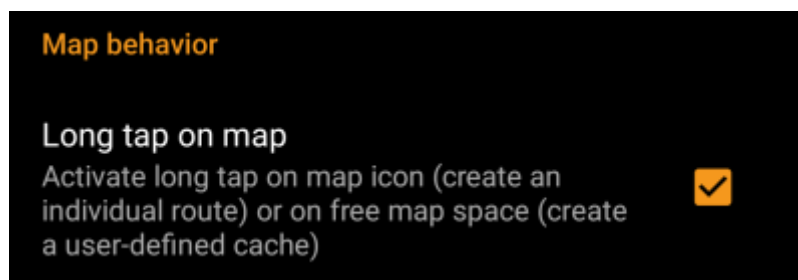 Map behavior
Long tap on map
Activate long tap on map icon (create an
individual route) or on free map space (create
a user-defined cache)